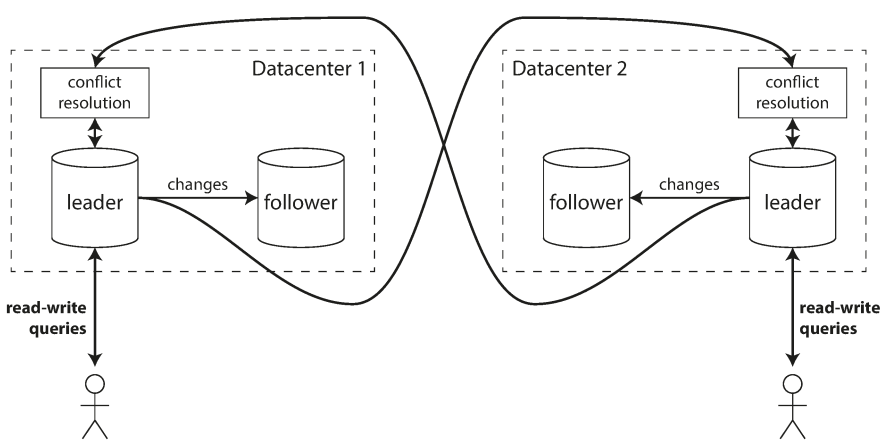 Datacenter 1
conflict
resolution
leader
changes
follower
read-write
queries
Datacenter 2
conflict
resolution
follower
changes
leader
read-write
queries